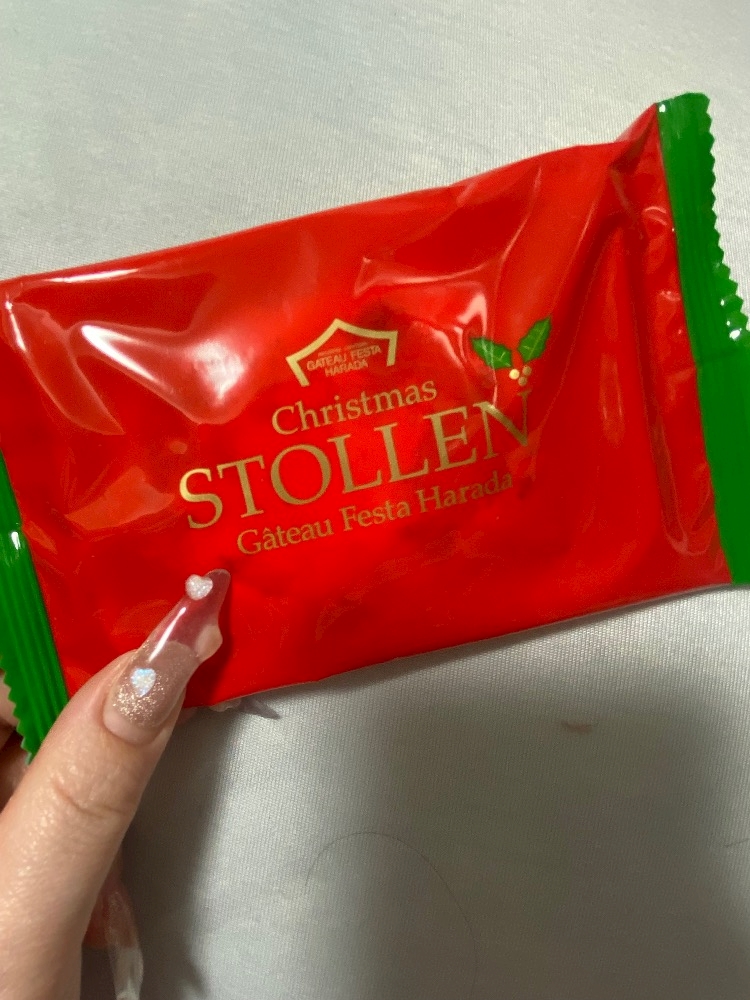 GATEAU FESTA
HARADA
Christmas
STOLLEN
Gâteau Festa Harada